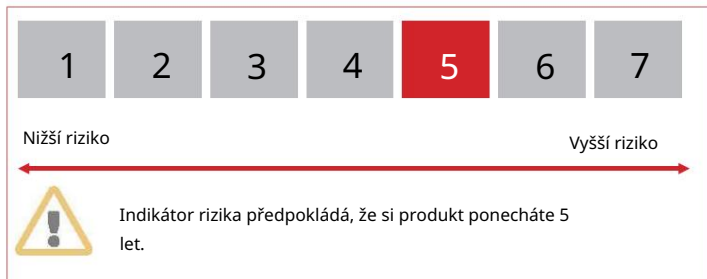 1 2 3 4 5 6 7
Nižší riziko
Vyšší riziko
Indikátor rizika předpokládá, že si produkt ponecháte 5
let.